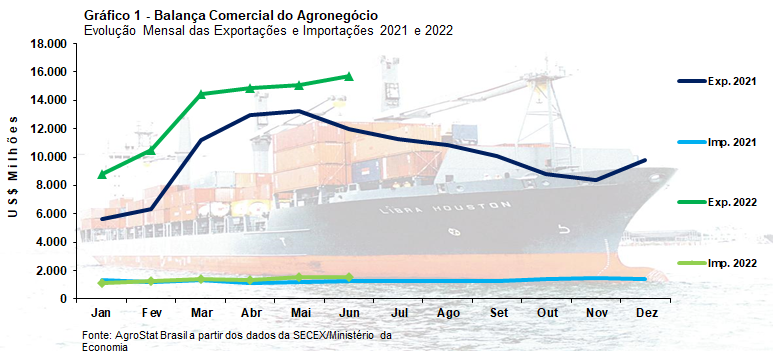 Gráfico 1 - Balança Comercial do Agronegócio
Evolução Mensal das Exportações e Importações 2021 e 2022
US$ Milhões
18.000
16.000
14.000
12.000
10.000
8.000
6.000
4.000
2.000
0
Jan Fev Mar Abr Mai Jun Jul Ago Set Out Nov Dez
Exp. 2021
Imp. 2021
Exp. 2022
Imp. 2022
LIBRA HOUSTON
Fonte: AgroStat Brasil a partir dos dados da SECEX/Ministério da
Economia